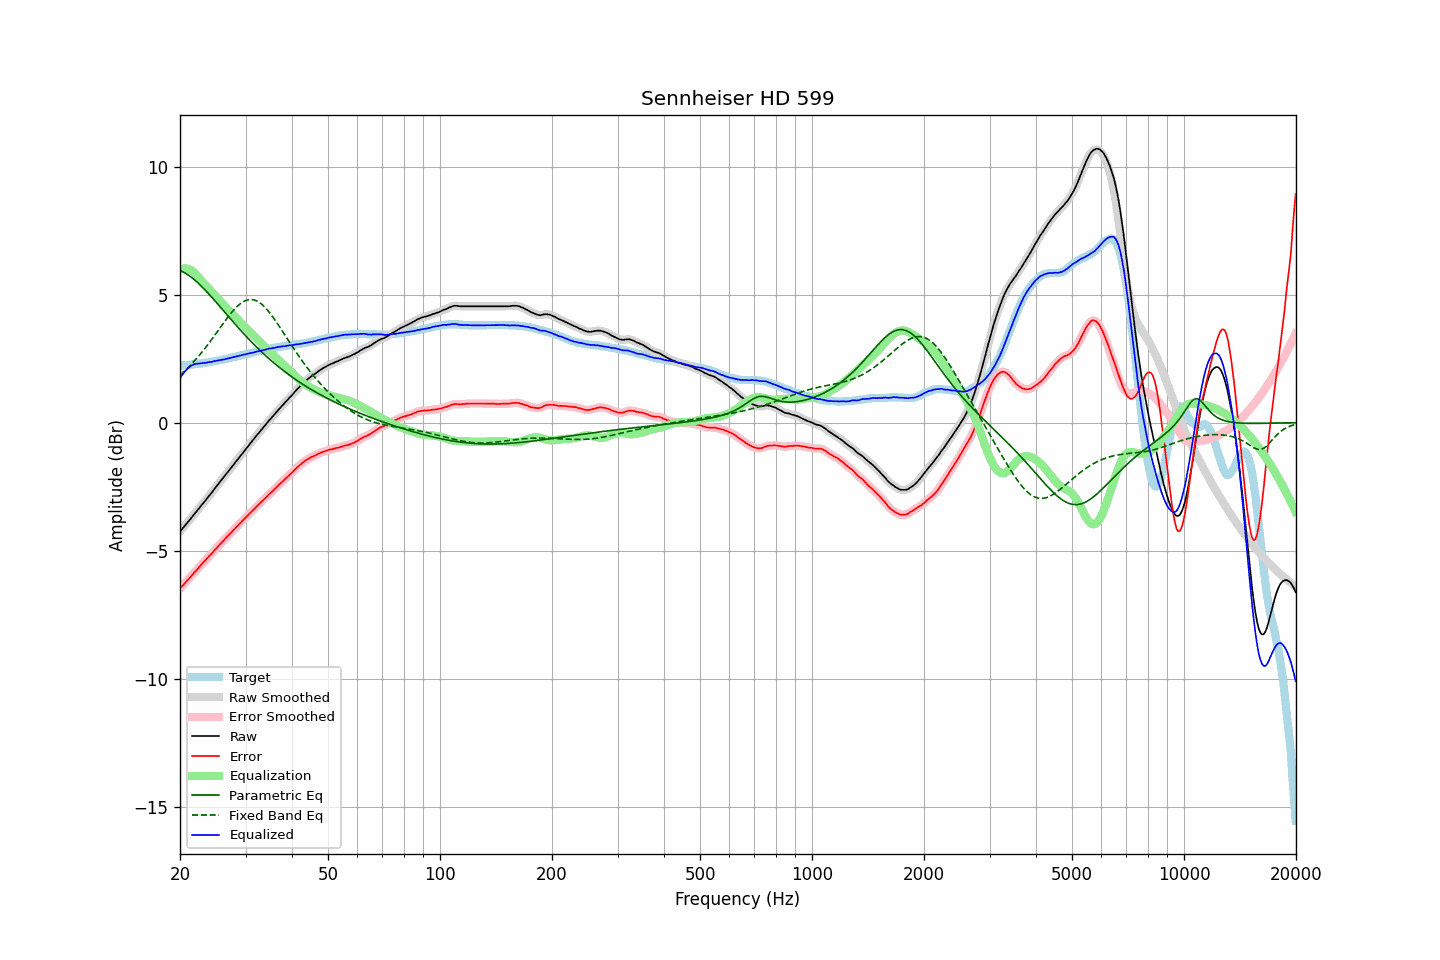 Sennheiser HD 599
Amplitude (dBr)
10
5
0
−5
−10
−15
Target
Raw Smoothed
Error Smoothed
Raw
Error
Equalization
Parametric Eq
Fixed Band Eq
Equalized
20 50 100 200 500 1000 2000 5000 10000 20000
Frequency (Hz)